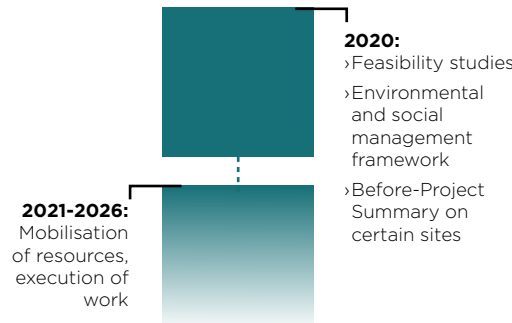 2020:
›Feasibility studies
›Environmental
and social
management
framework
›Before-Project
Summary on
certain sites
2021-2026:
Mobilisation
of resources,
execution of
work